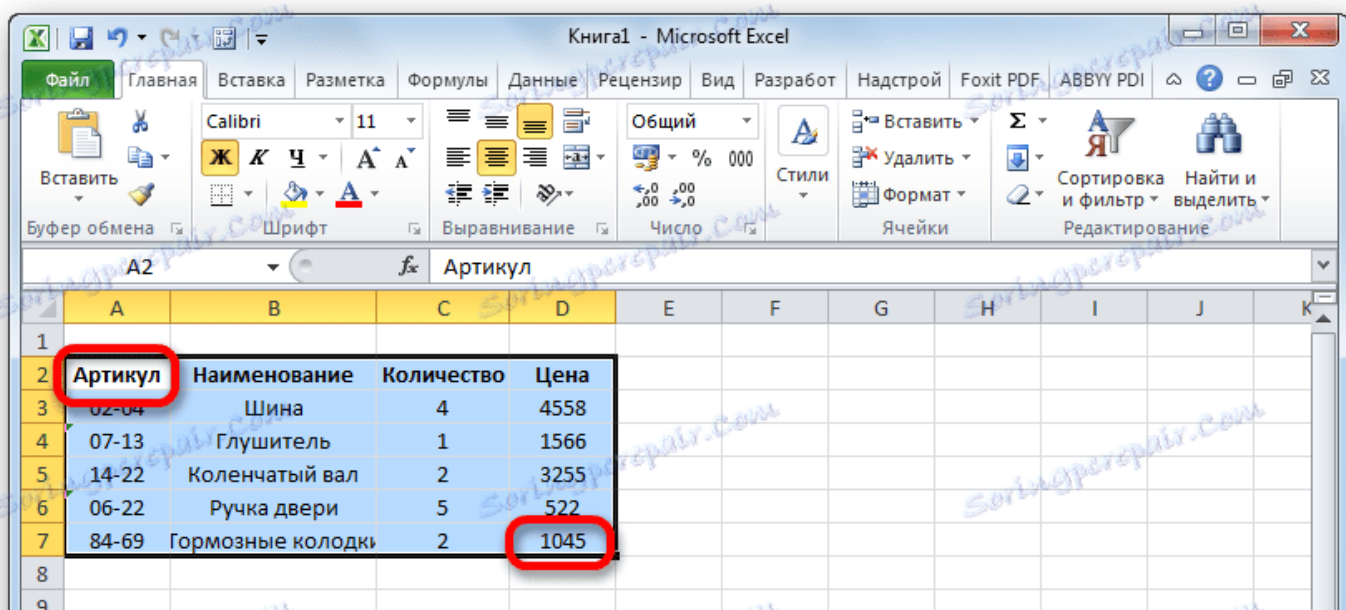 Книга1 - Microsoft Excel
Файл Главная Вставка Разметка Формулы Данные Рецензир Вид Разработ Надстрой Foxit PDF ABBYY PDI
Calibri 11 Общий Вставить Σ
Ж К Ч А А % 000 Удалить
Вставить Стили Формат Сортировка и фильтр Найти и выделить
Буфер обмена Шрифт Выравнивание Число Ячейки Редактирование
A2 fx Артикул
A B C D E F G H I J K
1
2 Артикул Наименование Количество Цена
3 02-04 Шина 4 4558
4 07-13 Глушитель 1 1566
5 14-22 Коленчатый вал 2 3255
6 06-22 Ручка двери 5 522
7 84-69 Тормозные колодки 2 1045
8
9